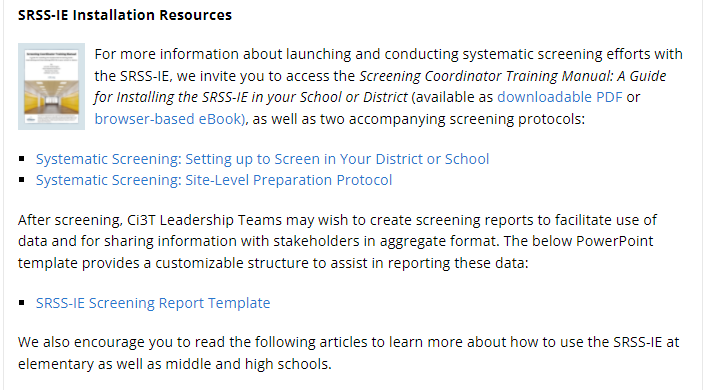 SRSS-IE Installation Resources
For more information about launching and conducting systematic screening efforts with
the SRSS-IE, we invite you to access the Screening Coordinator Training Manual: A Guide
for Installing the SRSS-IE in your School or District (available as downloadable PDF or
browser-based eBook), as well as two accompanying screening protocols:
Systematic Screening: Setting up to Screen in Your District or School
Systematic Screening: Site-Level Preparation Protocol
After screening, Ci3T Leadership Teams may wish to create screening reports to facilitate use of
data and for sharing information with stakeholders in aggregate format. The below PowerPoint
template provides a customizable structure to assist in reporting these data:
SRSS-IE Screening Report Template
We also encourage you to read the following articles to learn more about how to use the SRSS-IE at
elementary as well as middle and high schools.